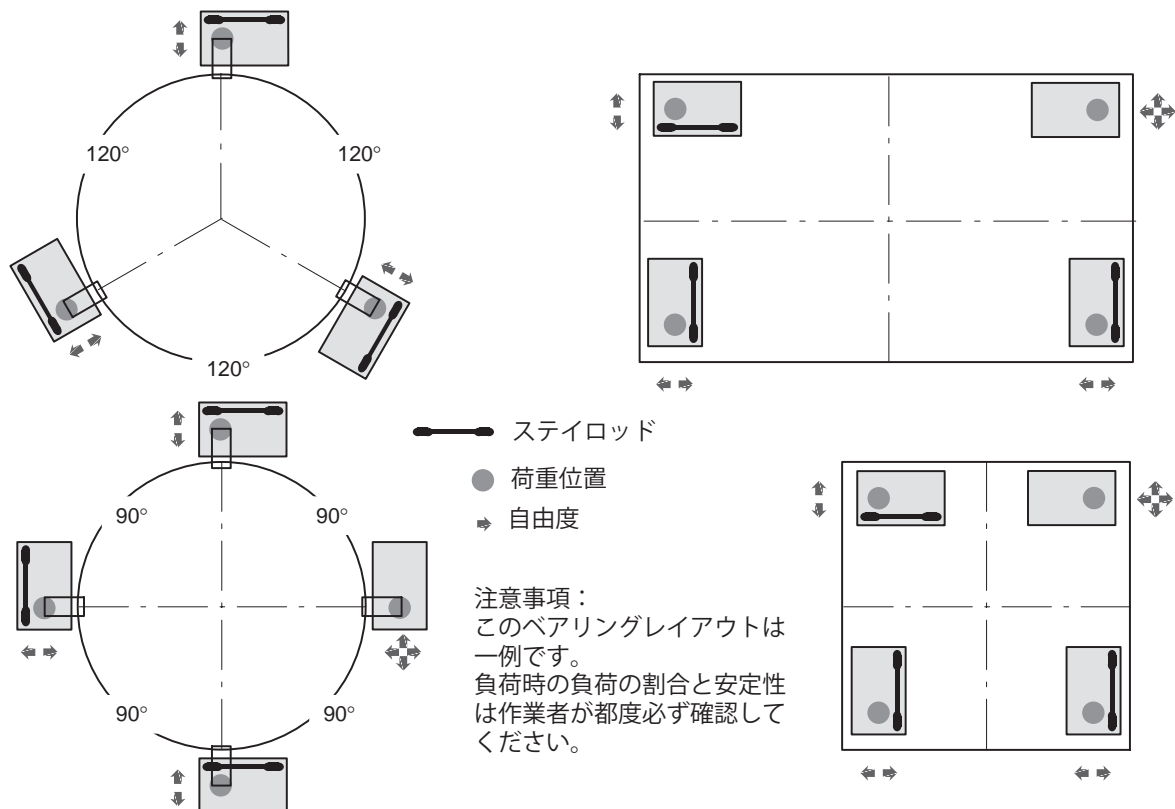 120°
120°
120°
ステイロッド
荷重位置
自由度
90°
90°
90°
90°
注意事項：
このベアリングレイアウトは
一例です。
負荷時の負荷の割合と安定性
は作業者が都度必ず確認して
ください。